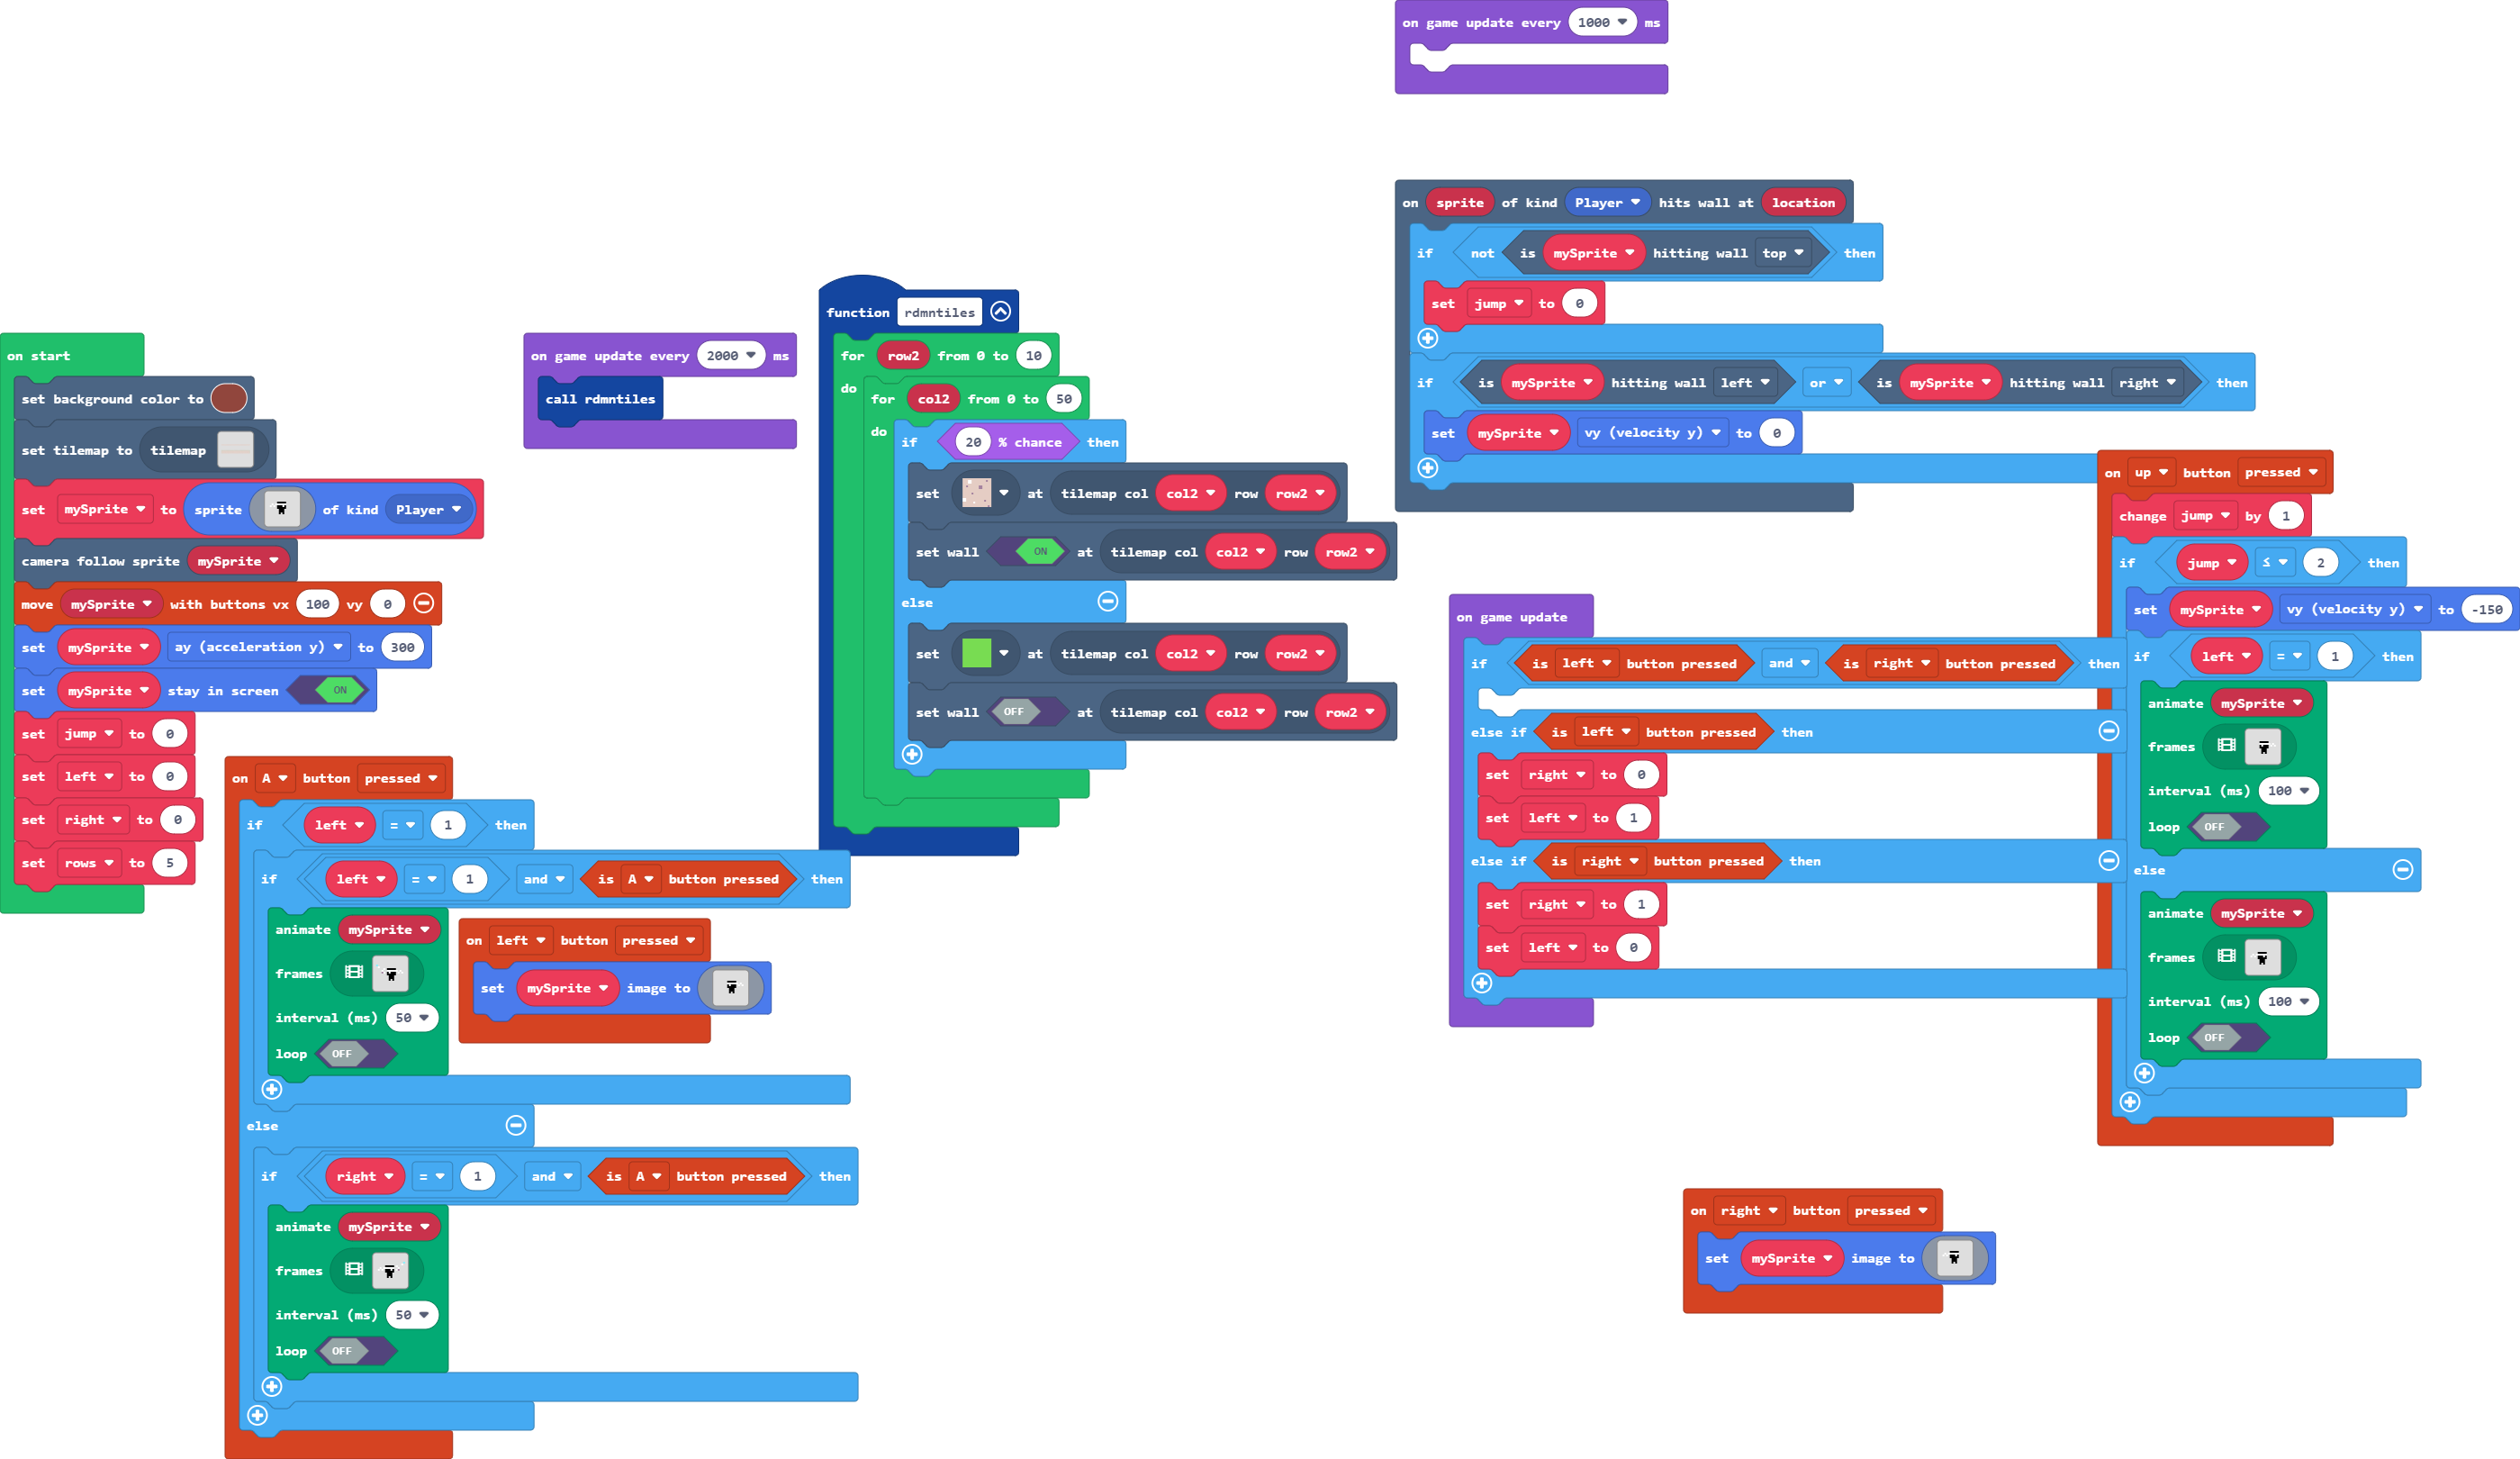 on start
set background color to
set tilemap to tilemap
set mySprite to sprite of kind Player
camera follow sprite mySprite
move mySprite with buttons vx 100 vy 0
set mySprite ay (acceleration y) to 300
set mySprite stay in screen ON
set jump to 0
set left to 0
set right to 0
set rows to 5
on A button pressed
if left = 1 then
if left = 1 and is A button pressed then
animate mySprite
frames
interval (ms) 50
loop OFF
else
if right = 1 and is A button pressed then
animate mySprite
frames
interval (ms) 50
loop OFF
on left button pressed
set mySprite image to
on game update every 2000 ms
call rdmntiles
function rdmntiles
for row2 from 0 to 10
do for col2 from 0 to 50
do if 20 % chance then
set at tilemap col col2 row row2
set wall ON at tilemap col col2 row row2
else
set at tilemap col col2 row row2
set wall OFF at tilemap col col2 row row2
on game update every 1000 ms
on sprite of kind Player hits wall at location
if not is mySprite hitting wall top then
set jump to 0
if is mySprite hitting wall left or is mySprite hitting wall right then
set mySprite vy (velocity y) to 0
on game update
if is left button pressed and is right button pressed then
else if is left button pressed then
set right to 0
set left to 1
else if is right button pressed then
set right to 1
set left to 0
on up button pressed
change jump by 1
if jump ≤ 2 then
set mySprite vy (velocity y) to -150
if left = 1 then
animate mySprite
frames
interval (ms) 100
loop OFF
else
animate mySprite
frames
interval (ms) 100
loop OFF
on right button pressed
set mySprite image to